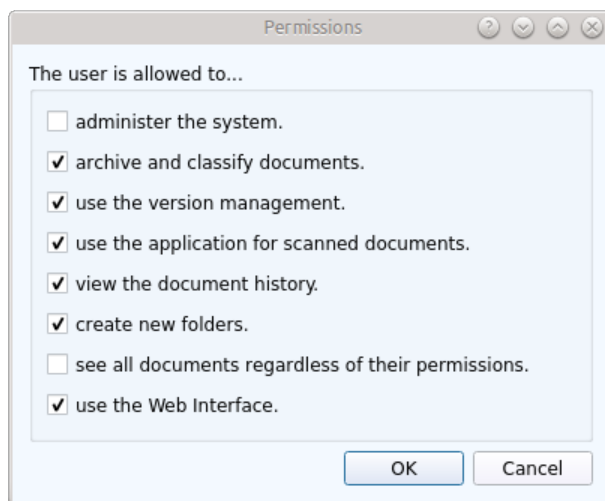 Permissions
The user is allowed to...
administer the system.
archive and classify documents.
use the version management.
use the application for scanned documents.
view the document history.
create new folders.
see all documents regardless of their permissions.
use the Web Interface.
OK Cancel